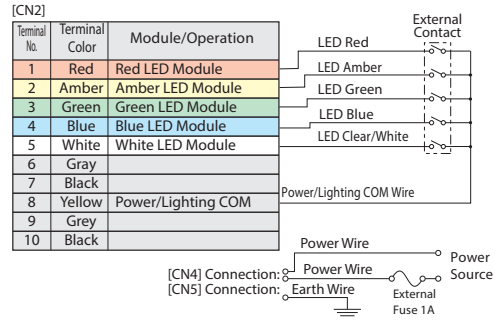 [CN2]
Terminal No. Terminal Color Module/Operation
1 Red Red LED Module
2 Amber Amber LED Module
3 Green Green LED Module
4 Blue Blue LED Module
5 White White LED Module
6 Gray
7 Black
8 Yellow Power/Lighting COM
9 Grey
10 Black
External
Contact
LED Red
LED Amber
LED Green
LED Blue
LED Clear/White
Power/Lighting COM Wire
Power Wire
[CN4] Connection: Power Wire
[CN5] Connection: Earth Wire
Power
Source
External
Fuse 1A